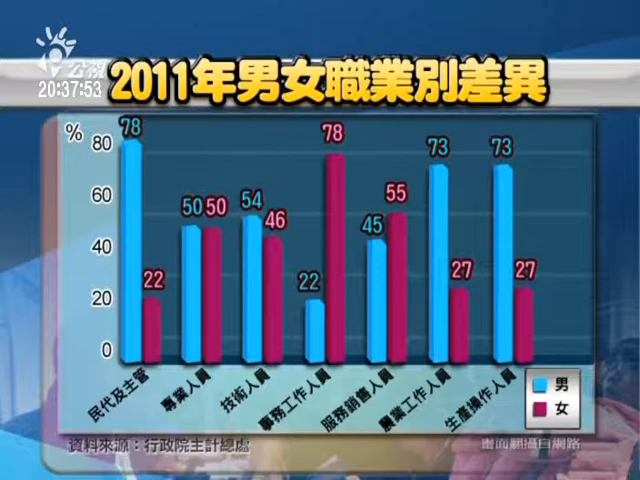 公視
20:37:53
2011年男女職業別差異
%
80
60
40
20
0
78
22
50
50
54
46
22
78
45
55
73
27
73
27
民代及主管
專業人員
技術人員
事務工作人員
服務銷售人員
農業工作人員
生產操作人員
男
女
資料來源：行政院主計總處
畫面翻攝自網路